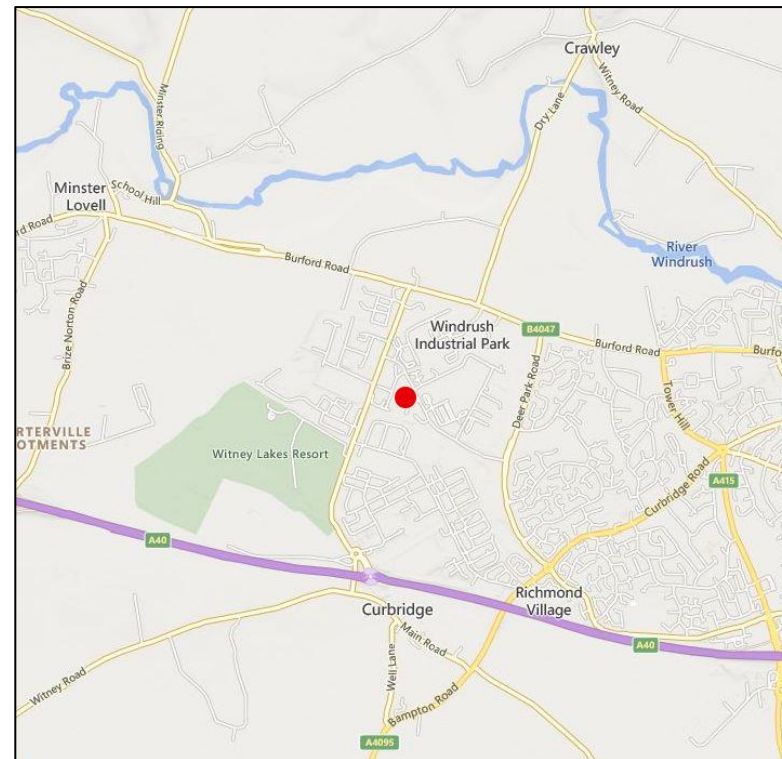 Crawley
Witney Road
Minster Riding
Dry Lane
Minster
Lovell
School Hill
rd Road
Burford Road
River
Windrush
Brize Norton Road
Windrush
Industrial Park
B4047
Burford Road
Burfo
Deer Park Road
Tower Hill
RTERVILLE
OTMENTS
Witney Lakes Resort
Curbridge Road
A415
A40
Richmond
Village
Curbridge
Main Road
A40
Well Lane
Witney Road
Bampton Road
A4095